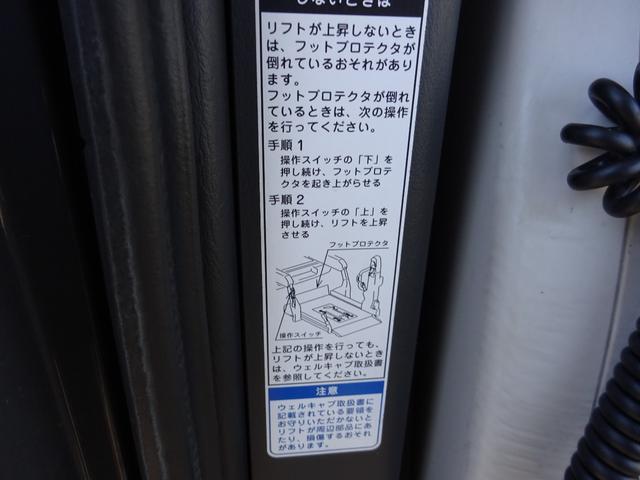 しないときは
リフトが上昇しないとき
は、フットプロテクタが
倒れているおそれがあり
ます。
フットプロテクタが倒れ
ているときは、次の操作
を行ってください。
手順1
操作スイッチの「下」を
押し続け、フットプロテ
クタを起き上がらせる
手順2
操作スイッチの「上」を
押し続け、リフトを上昇
させる
フットプロテクタ
操作スイッチ
上記の操作を行っても、
リフトが上昇しないとき
は、ウェルキャブ取扱書
を参照してください。
注意
ウェルキャブ取扱書に
記載されている要領を
お守りいただかないと
リフトが周辺部品にあ
たり、損傷するおそれ
があります。